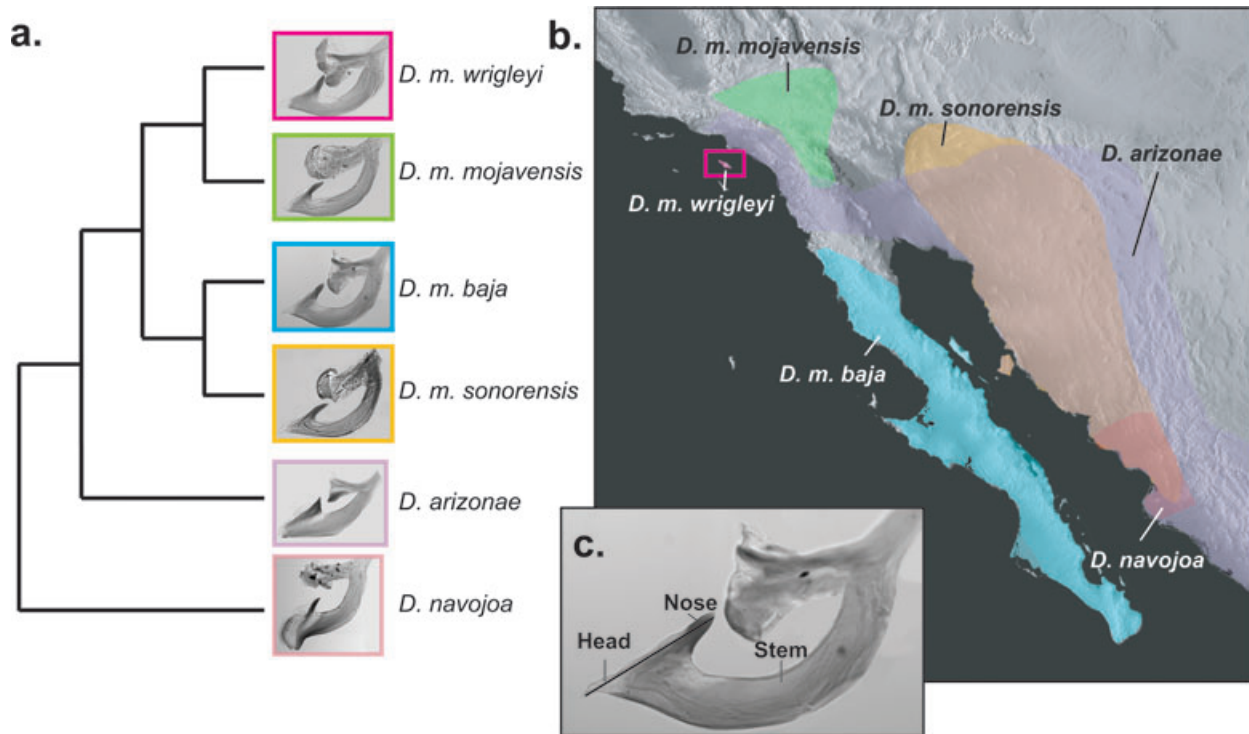 a.
D. m. wrigleyi
D. m. mojavensis
D. m. baja
D. m. sonorensis
D. arizonae
D. navojoa
b.
D. m. mojavensis
D. m. sonorensis
D. arizonae
D. m. wrigleyi
D. m. baja
D. navojoa
c.
Nose
Head
Stem